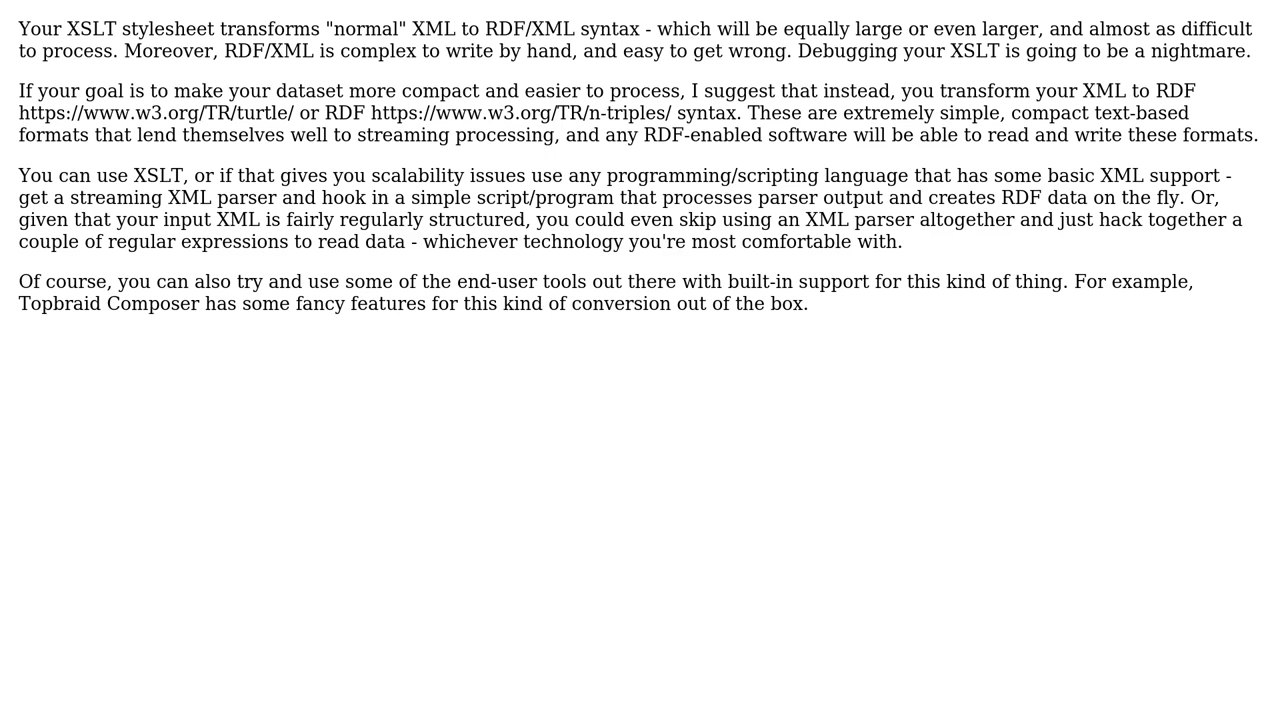 Your XSLT stylesheet transforms "normal" XML to RDF/XML syntax - which will be equally large or even larger, and almost as difficult
to process. Moreover, RDF/XML is complex to write by hand, and easy to get wrong. Debugging your XSLT is going to be a nightmare.
If your goal is to make your dataset more compact and easier to process, I suggest that instead, you transform your XML to RDF
https://www.w3.org/TR/turtle/ or RDF https://www.w3.org/TR/n-triples/ syntax. These are extremely simple, compact text-based
formats that lend themselves well to streaming processing, and any RDF-enabled software will be able to read and write these formats.
You can use XSLT, or if that gives you scalability issues use any programming/scripting language that has some basic XML support -
get a streaming XML parser and hook in a simple script/program that processes parser output and creates RDF data on the fly. Or,
given that your input XML is fairly regularly structured, you could even skip using an XML parser altogether and just hack together a
couple of regular expressions to read data - whichever technology you're most comfortable with.
Of course, you can also try and use some of the end-user tools out there with built-in support for this kind of thing. For example,
Topbraid Composer has some fancy features for this kind of conversion out of the box.